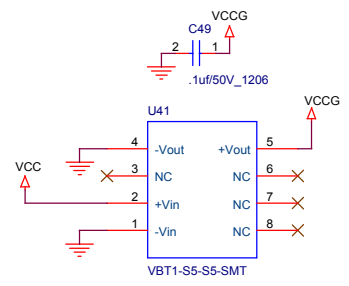 C49
VCCG
2
1
.1uf/50V_1206
U41
VCCG
4
-Vout
+Vout
5
VCC
3
NC
NC
6
2
+Vin
NC
7
1
-Vin
NC
8
VBT1-S5-S5-SMT